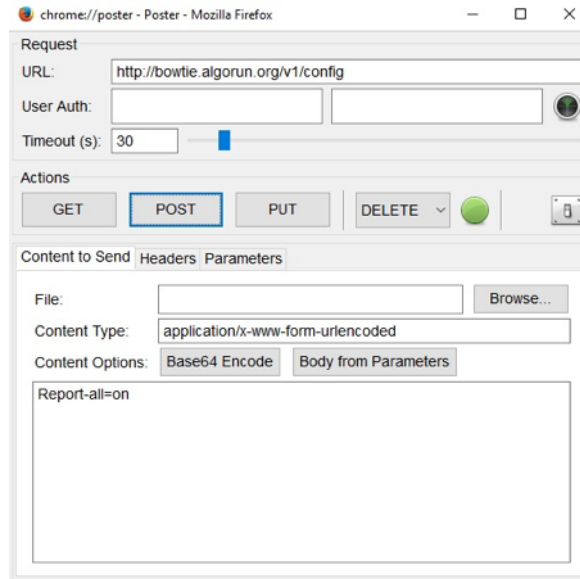 chrome://poster - Poster - Mozilla Firefox
Request
URL: http://bowtie.algorun.org/v1/config
User Auth:
Timeout (s): 30
Actions
GET POST PUT DELETE
Content to Send Headers Parameters
File: Browse...
Content Type: application/x-www-form-urlencoded
Content Options: Base64 Encode Body from Parameters
Report-all=on